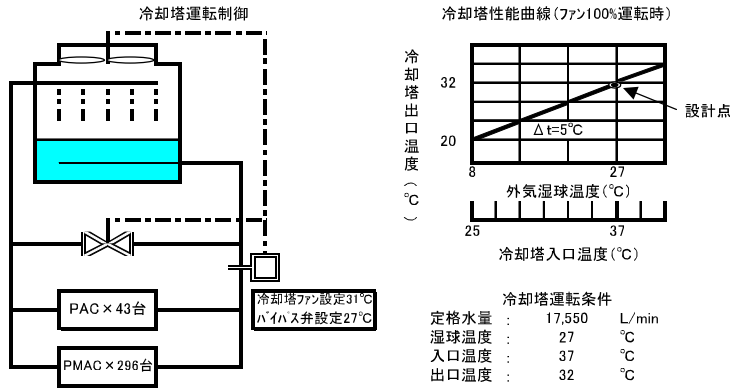 冷却塔運転制御
PAC×43台
PMAC×296台
冷却塔ファン設定31℃
バイパス弁設定27℃
冷却塔性能曲線(ファン100%運転時)
冷却塔出口温度(℃)
32
20
Δt=5℃
設計点
8
27
外気湿球温度(℃)
25
37
冷却塔入口温度(℃)
冷却塔運転条件
定格水量 : 17,550 L/min
湿球温度 : 27 ℃
入口温度 : 37 ℃
出口温度 : 32 ℃